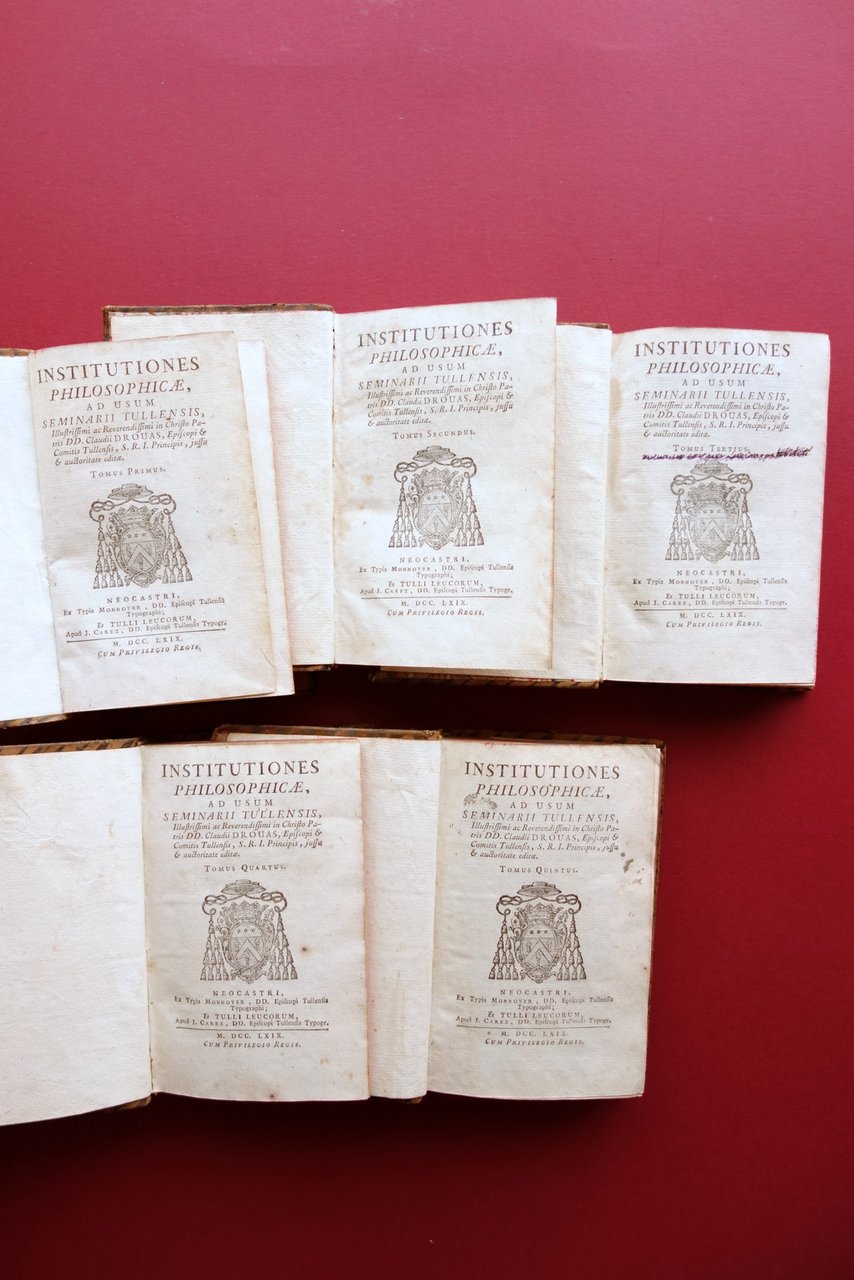 INSTITUTIONES
PHILOSOPHICÆ,
AD USUM
SEMINARII TULLENSIS,
Illuſtriſſimi ac Reverendiſſimi in Chriſto Pa-
tris DD. Claudii DROUAS, Epiſcopi &
Comitis Tullenſis, S. R. I. Principis, juſſu
& auctoritate editæ.
TOMUS PRIMUS.
NEOCASTRI,
Ex Typis MONNOYER, DD. Epiſcopi Tullenſis
Typographi;
Et TULLI LEUCORUM,
Apud J. CAREZ, DD. Epiſcopi Tullenſis Typogr.
M. DCC. LXIX.
CUM PRIVILEGIO REGIS.
INSTITUTIONES
PHILOSOPHICÆ,
AD USUM
SEMINARII TULLENSIS,
Illuſtriſſimi ac Reverendiſſimi in Chriſto Pa-
tris DD. Claudii DROUAS, Epiſcopi &
Comitis Tullenſis, S. R. I. Principis, juſſu
& auctoritate editæ.
TOMUS SECUNDUS.
NEOCASTRI,
Ex Typis MONNOYER, DD. Epiſcopi Tullenſis
Typographi;
Et TULLI LEUCORUM,
Apud J. CAREZ, DD. Epiſcopi Tullenſis Typogr.
M. DCC. LXIX.
CUM PRIVILEGIO REGIS.
INSTITUTIONES
PHILOSOPHICÆ,
AD USUM
SEMINARII TULLENSIS,
Illuſtriſſimi ac Reverendiſſimi in Chriſto Pa-
tris DD. Claudii DROUAS, Epiſcopi &
Comitis Tullenſis, S. R. I. Principis, juſſu
& auctoritate editæ.
TOMUS TERTIUS.
NEOCASTRI,
Ex Typis MONNOYER, DD. Epiſcopi Tullenſis
Typographi;
Et TULLI LEUCORUM,
Apud J. CAREZ, DD. Epiſcopi Tullenſis Typogr.
M. DCC. LXIX.
CUM PRIVILEGIO REGIS.
INSTITUTIONES
PHILOSOPHICÆ,
AD USUM
SEMINARII TULLENSIS,
Illuſtriſſimi ac Reverendiſſimi in Chriſto Pa-
tris DD. Claudii DROUAS, Epiſcopi &
Comitis Tullenſis, S. R. I. Principis, juſſu
& auctoritate editæ.
TOMUS QUARTUS.
NEOCASTRI,
Ex Typis MONNOYER, DD. Epiſcopi Tullenſis
Typographi;
Et TULLI LEUCORUM,
Apud J. CAREZ, DD. Epiſcopi Tullenſis Typogr.
M. DCC. LXIX.
CUM PRIVILEGIO REGIS.
INSTITUTIONES
PHILOSOPHICÆ,
AD USUM
SEMINARII TULLENSIS,
Illuſtriſſimi ac Reverendiſſimi in Chriſto Pa-
tris DD. Claudii DROUAS, Epiſcopi &
Comitis Tullenſis, S. R. I. Principis, juſſu
& auctoritate editæ.
TOMUS QUINTUS.
NEOCASTRI,
Ex Typis MONNOYER, DD. Epiſcopi Tullenſis
Typographi;
Et TULLI LEUCORUM,
Apud J. CAREZ, DD. Epiſcopi Tullenſis Typogr.
M. DCC. LXIX.
CUM PRIVILEGIO REGIS.